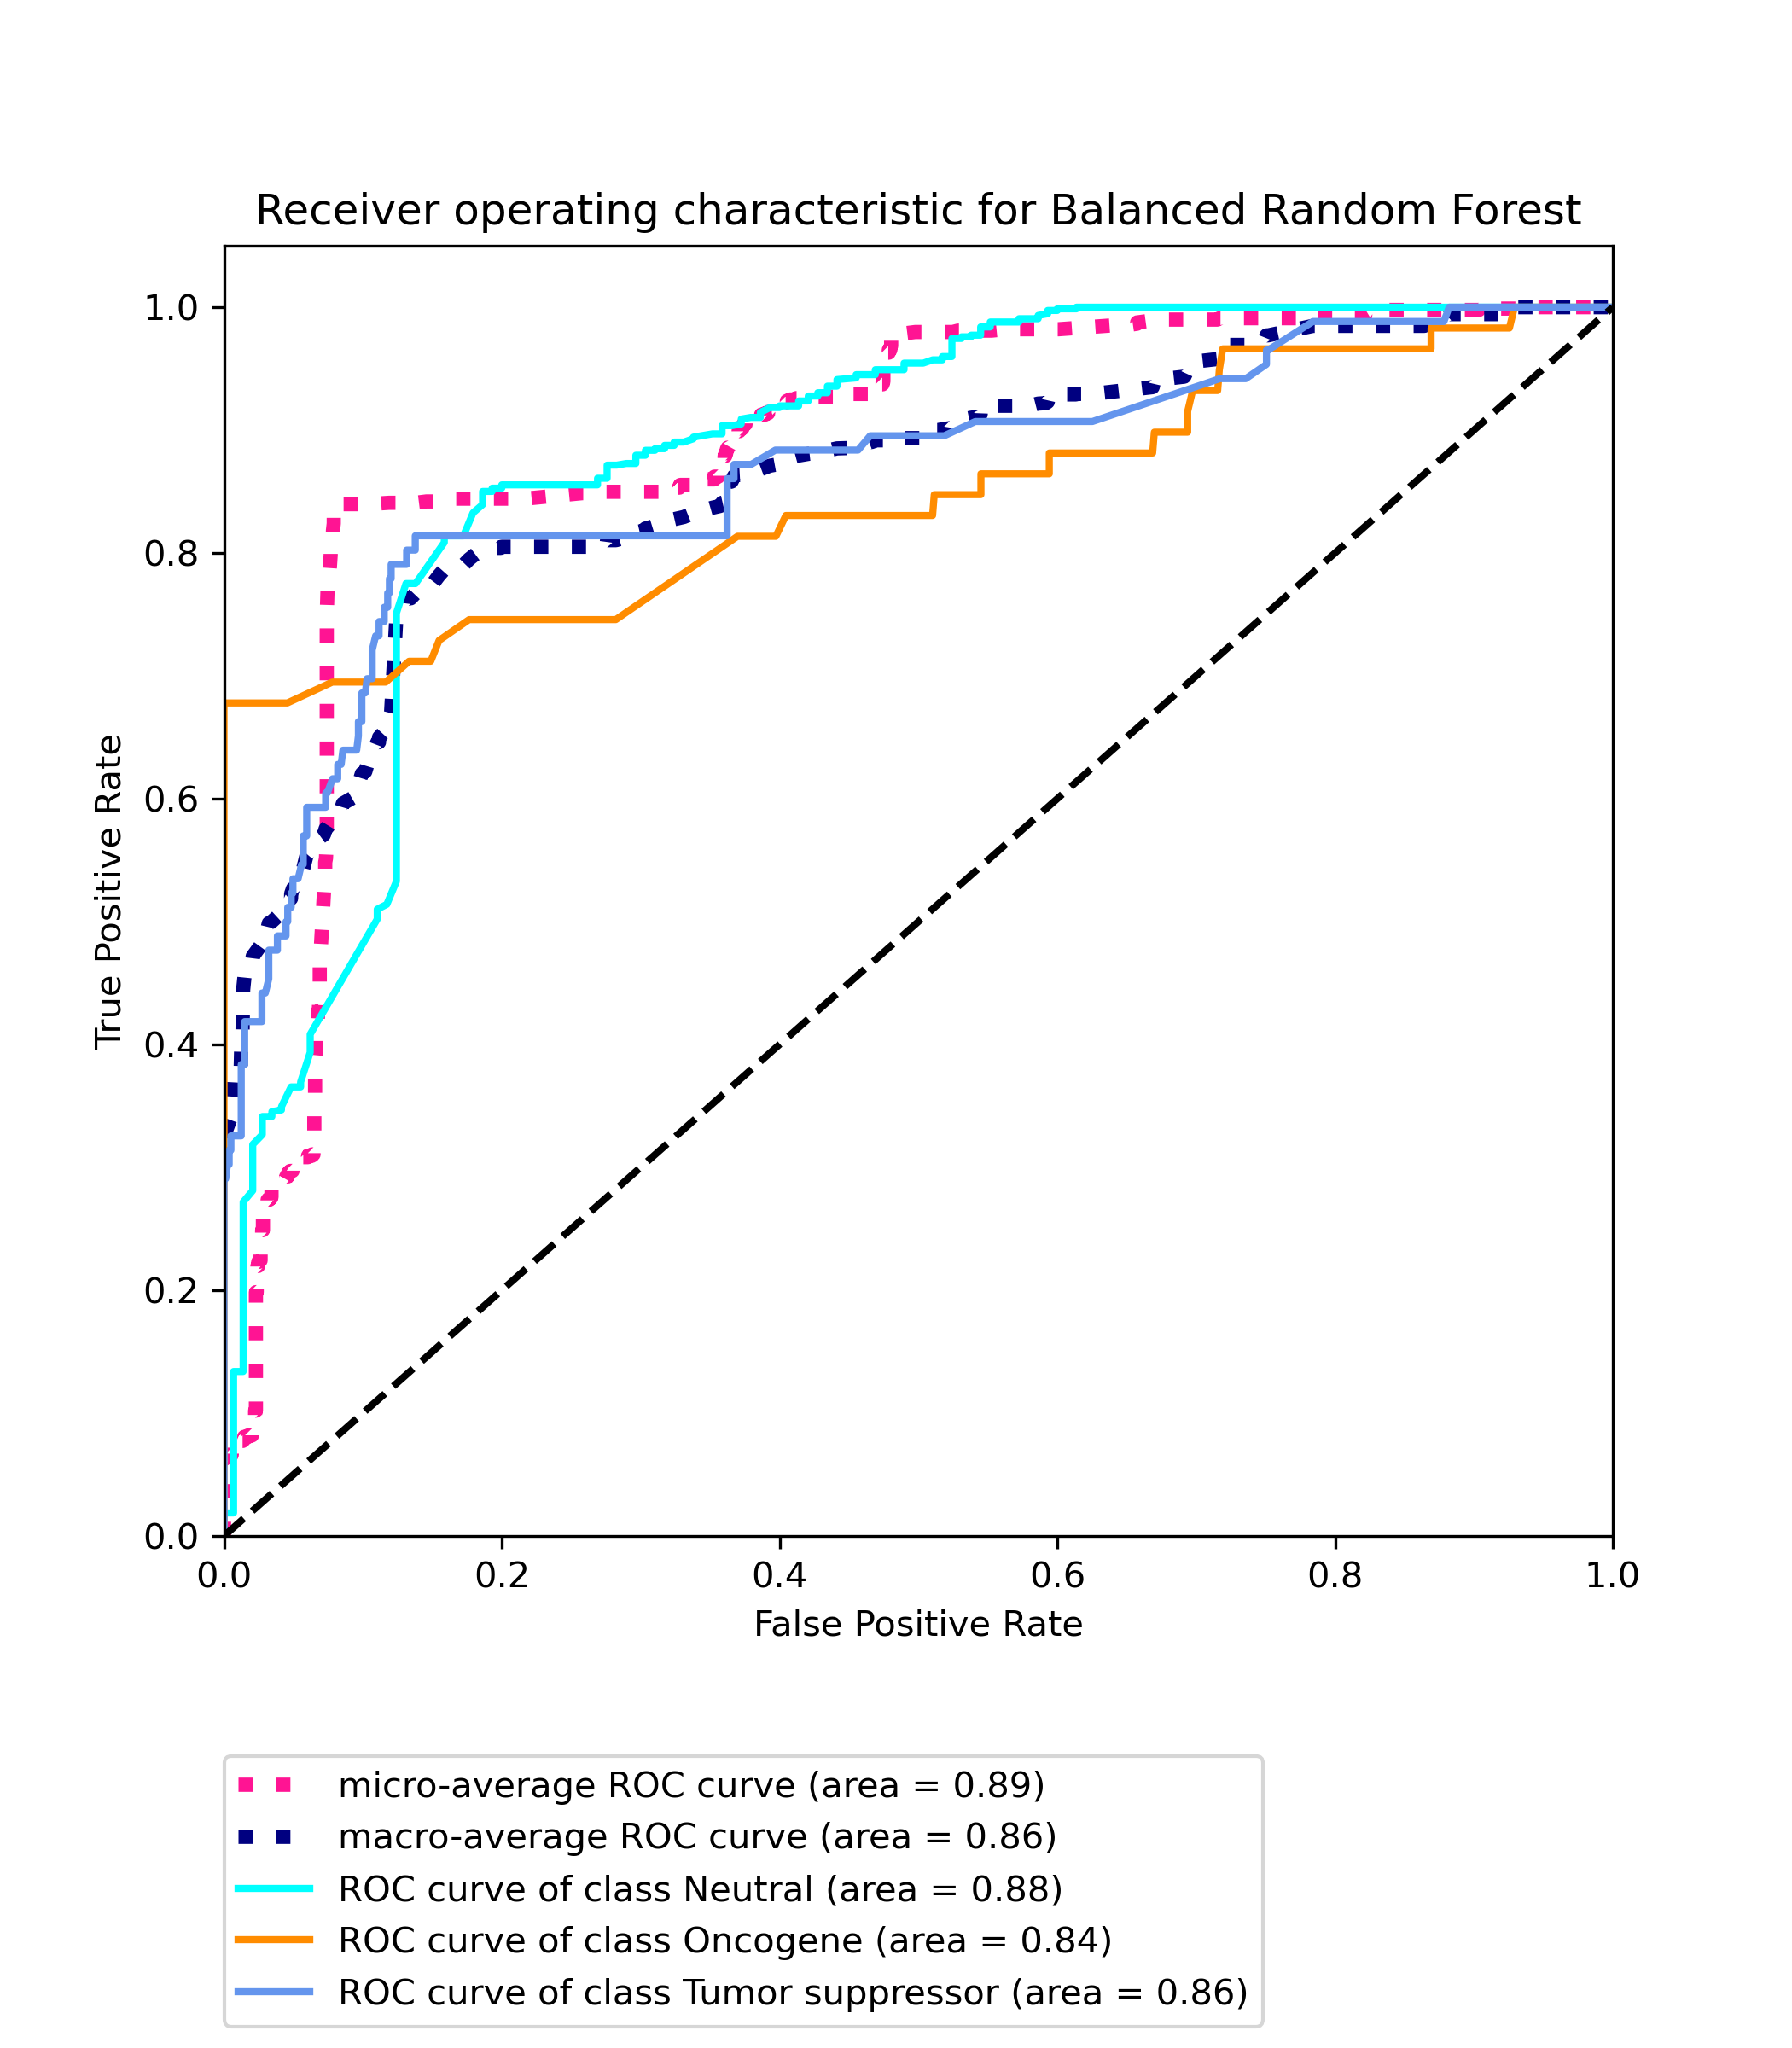 Receiver operating characteristic for Balanced Random Forest
1.0
0.8
0.6
0.4
0.2
0.0
True Positive Rate
0.0 0.2 0.4 0.6 0.8 1.0
False Positive Rate
micro-average ROC curve (area = 0.89)
macro-average ROC curve (area = 0.86)
ROC curve of class Neutral (area = 0.88)
ROC curve of class Oncogene (area = 0.84)
ROC curve of class Tumor suppressor (area = 0.86)